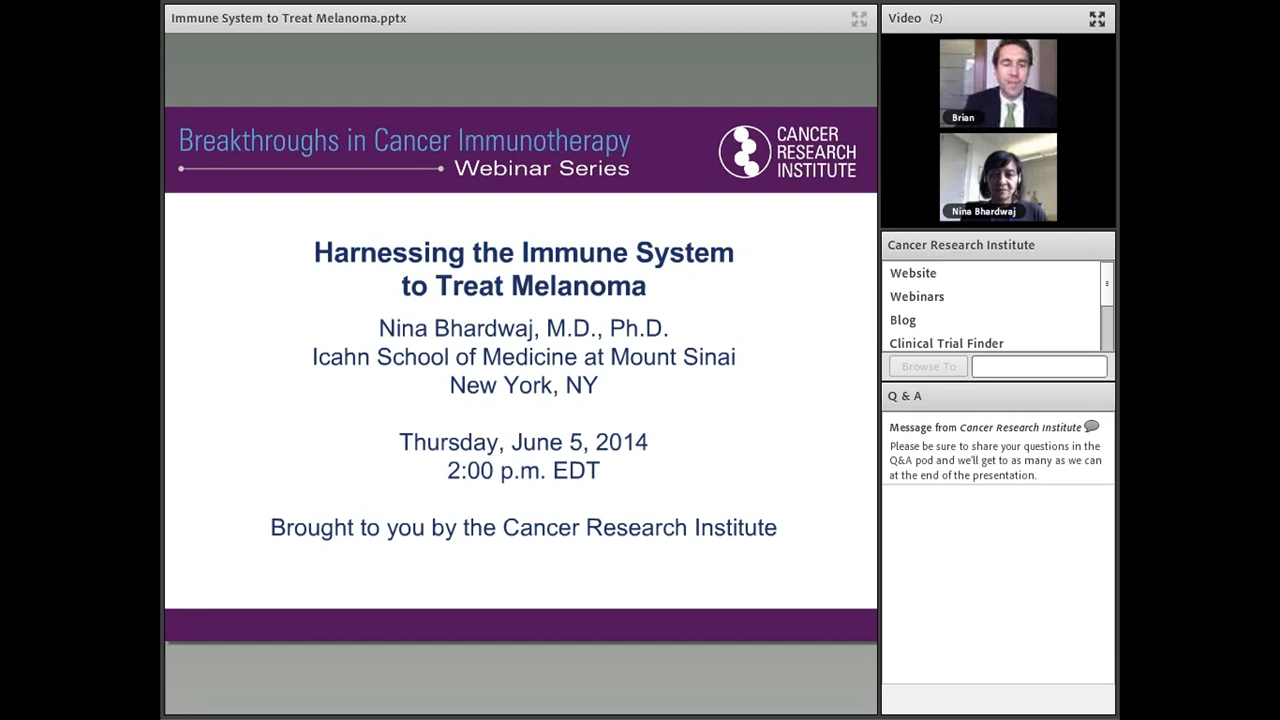 Immune System to Treat Melanoma.pptx
Breakthroughs in Cancer Immunotherapy
Webinar Series
CANCER
RESEARCH
INSTITUTE
Harnessing the Immune System
to Treat Melanoma
Nina Bhardwaj, M.D., Ph.D.
Icahn School of Medicine at Mount Sinai
New York, NY
Thursday, June 5, 2014
2:00 p.m. EDT
Brought to you by the Cancer Research Institute
Video (2)
Brian
Nina Bhardwaj
Cancer Research Institute
Website
Webinars
Blog
Clinical Trial Finder
Browse To
Q & A
Message from Cancer Research Institute
Please be sure to share your questions in the
Q&A pod and we'll get to as many as we can
at the end of the presentation.